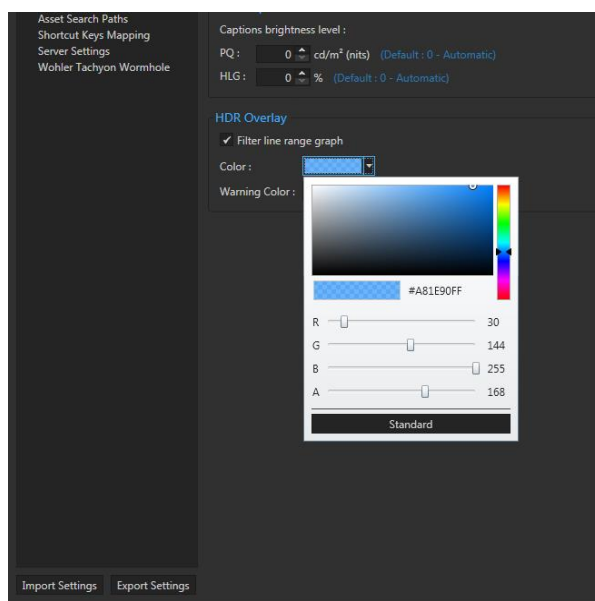 Asset Search Paths
Shortcut Keys Mapping
Server Settings
Wohler Tachyon Wormhole
Captions brightness level :
PQ : 0 cd/m² (nits) (Default : 0 - Automatic)
HLG : 0 % (Default : 0 - Automatic)
HDR Overlay
Filter line range graph
Color :
Warning Color :
#A81E90FF
R 30
G 144
B 255
A 168
Standard
Import Settings Export Settings